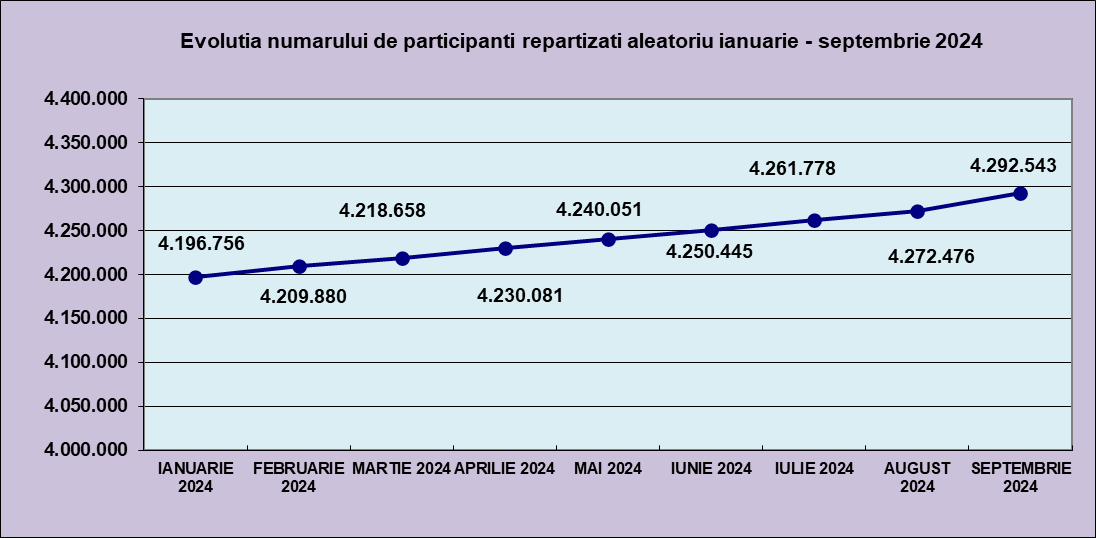 Evolutia numarului de participanti repartizati aleatoriu ianuarie - septembrie 2024
4.400.000
4.350.000
4.300.000
4.250.000
4.200.000
4.150.000
4.100.000
4.050.000
4.000.000
4.196.756
4.209.880
4.218.658
4.230.081
4.240.051
4.250.445
4.261.778
4.272.476
4.292.543
IANUARIE
2024
FEBRUARIE
2024
MARTIE 2024
APRILIE 2024
MAI 2024
IUNIE 2024
IULIE 2024
AUGUST
2024
SEPTEMBRIE
2024